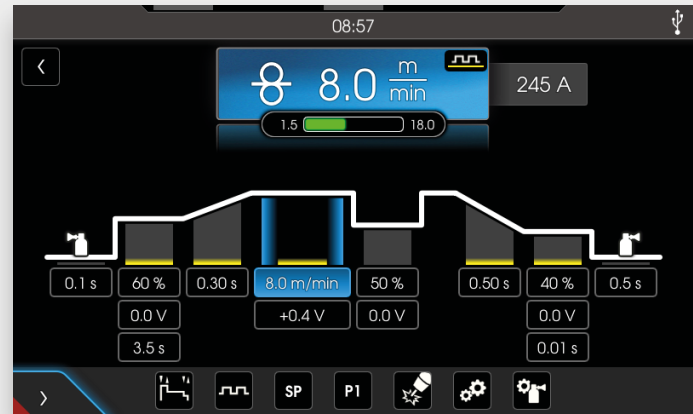 08:57
8.0 m/min
245 A
1.5 18.0
0.1 s 60 % 0.30 s 8.0 m/min 50 % 0.50 s 40 % 0.5 s
0.0 V +0.4 V 0.0 V 0.0 V
3.5 s 0.01 s
SP P1